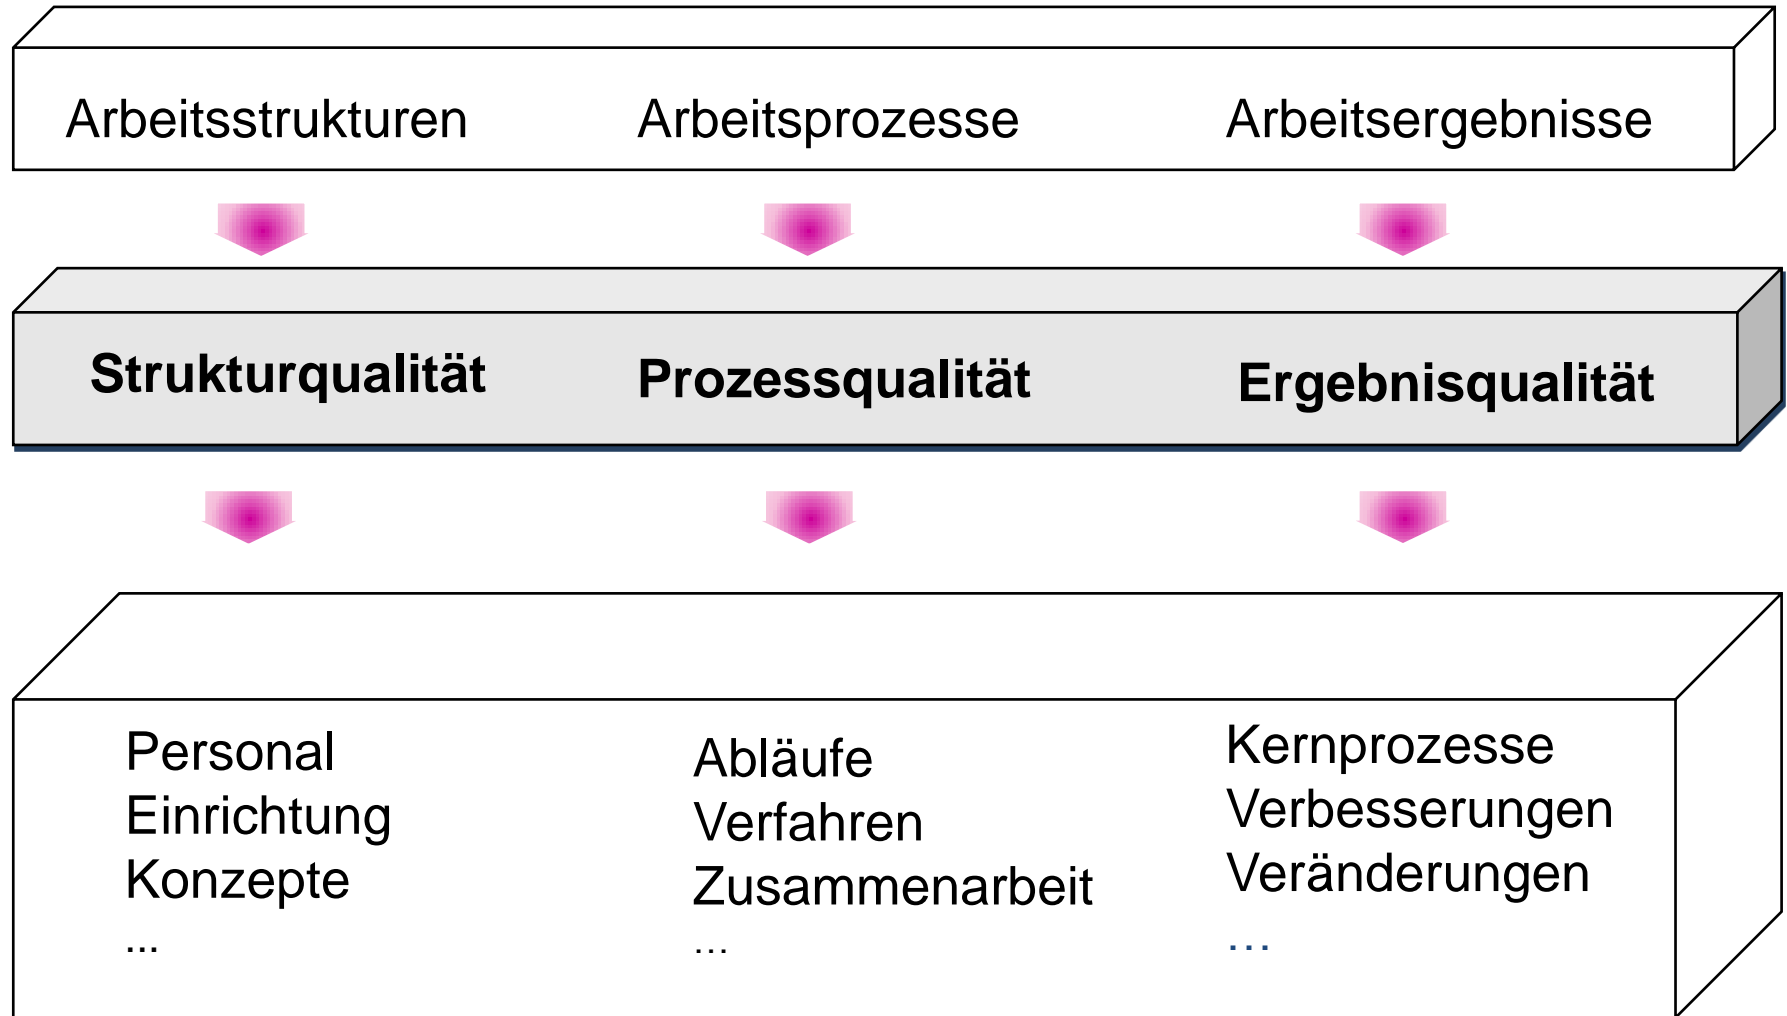 Arbeitsstrukturen Arbeitsprozesse Arbeitsergebnisse
Strukturqualität Prozessqualität Ergebnisqualität
Personal
Einrichtung
Konzepte
...
Abläufe
Verfahren
Zusammenarbeit
…
Kernprozesse
Verbesserungen
Veränderungen
…